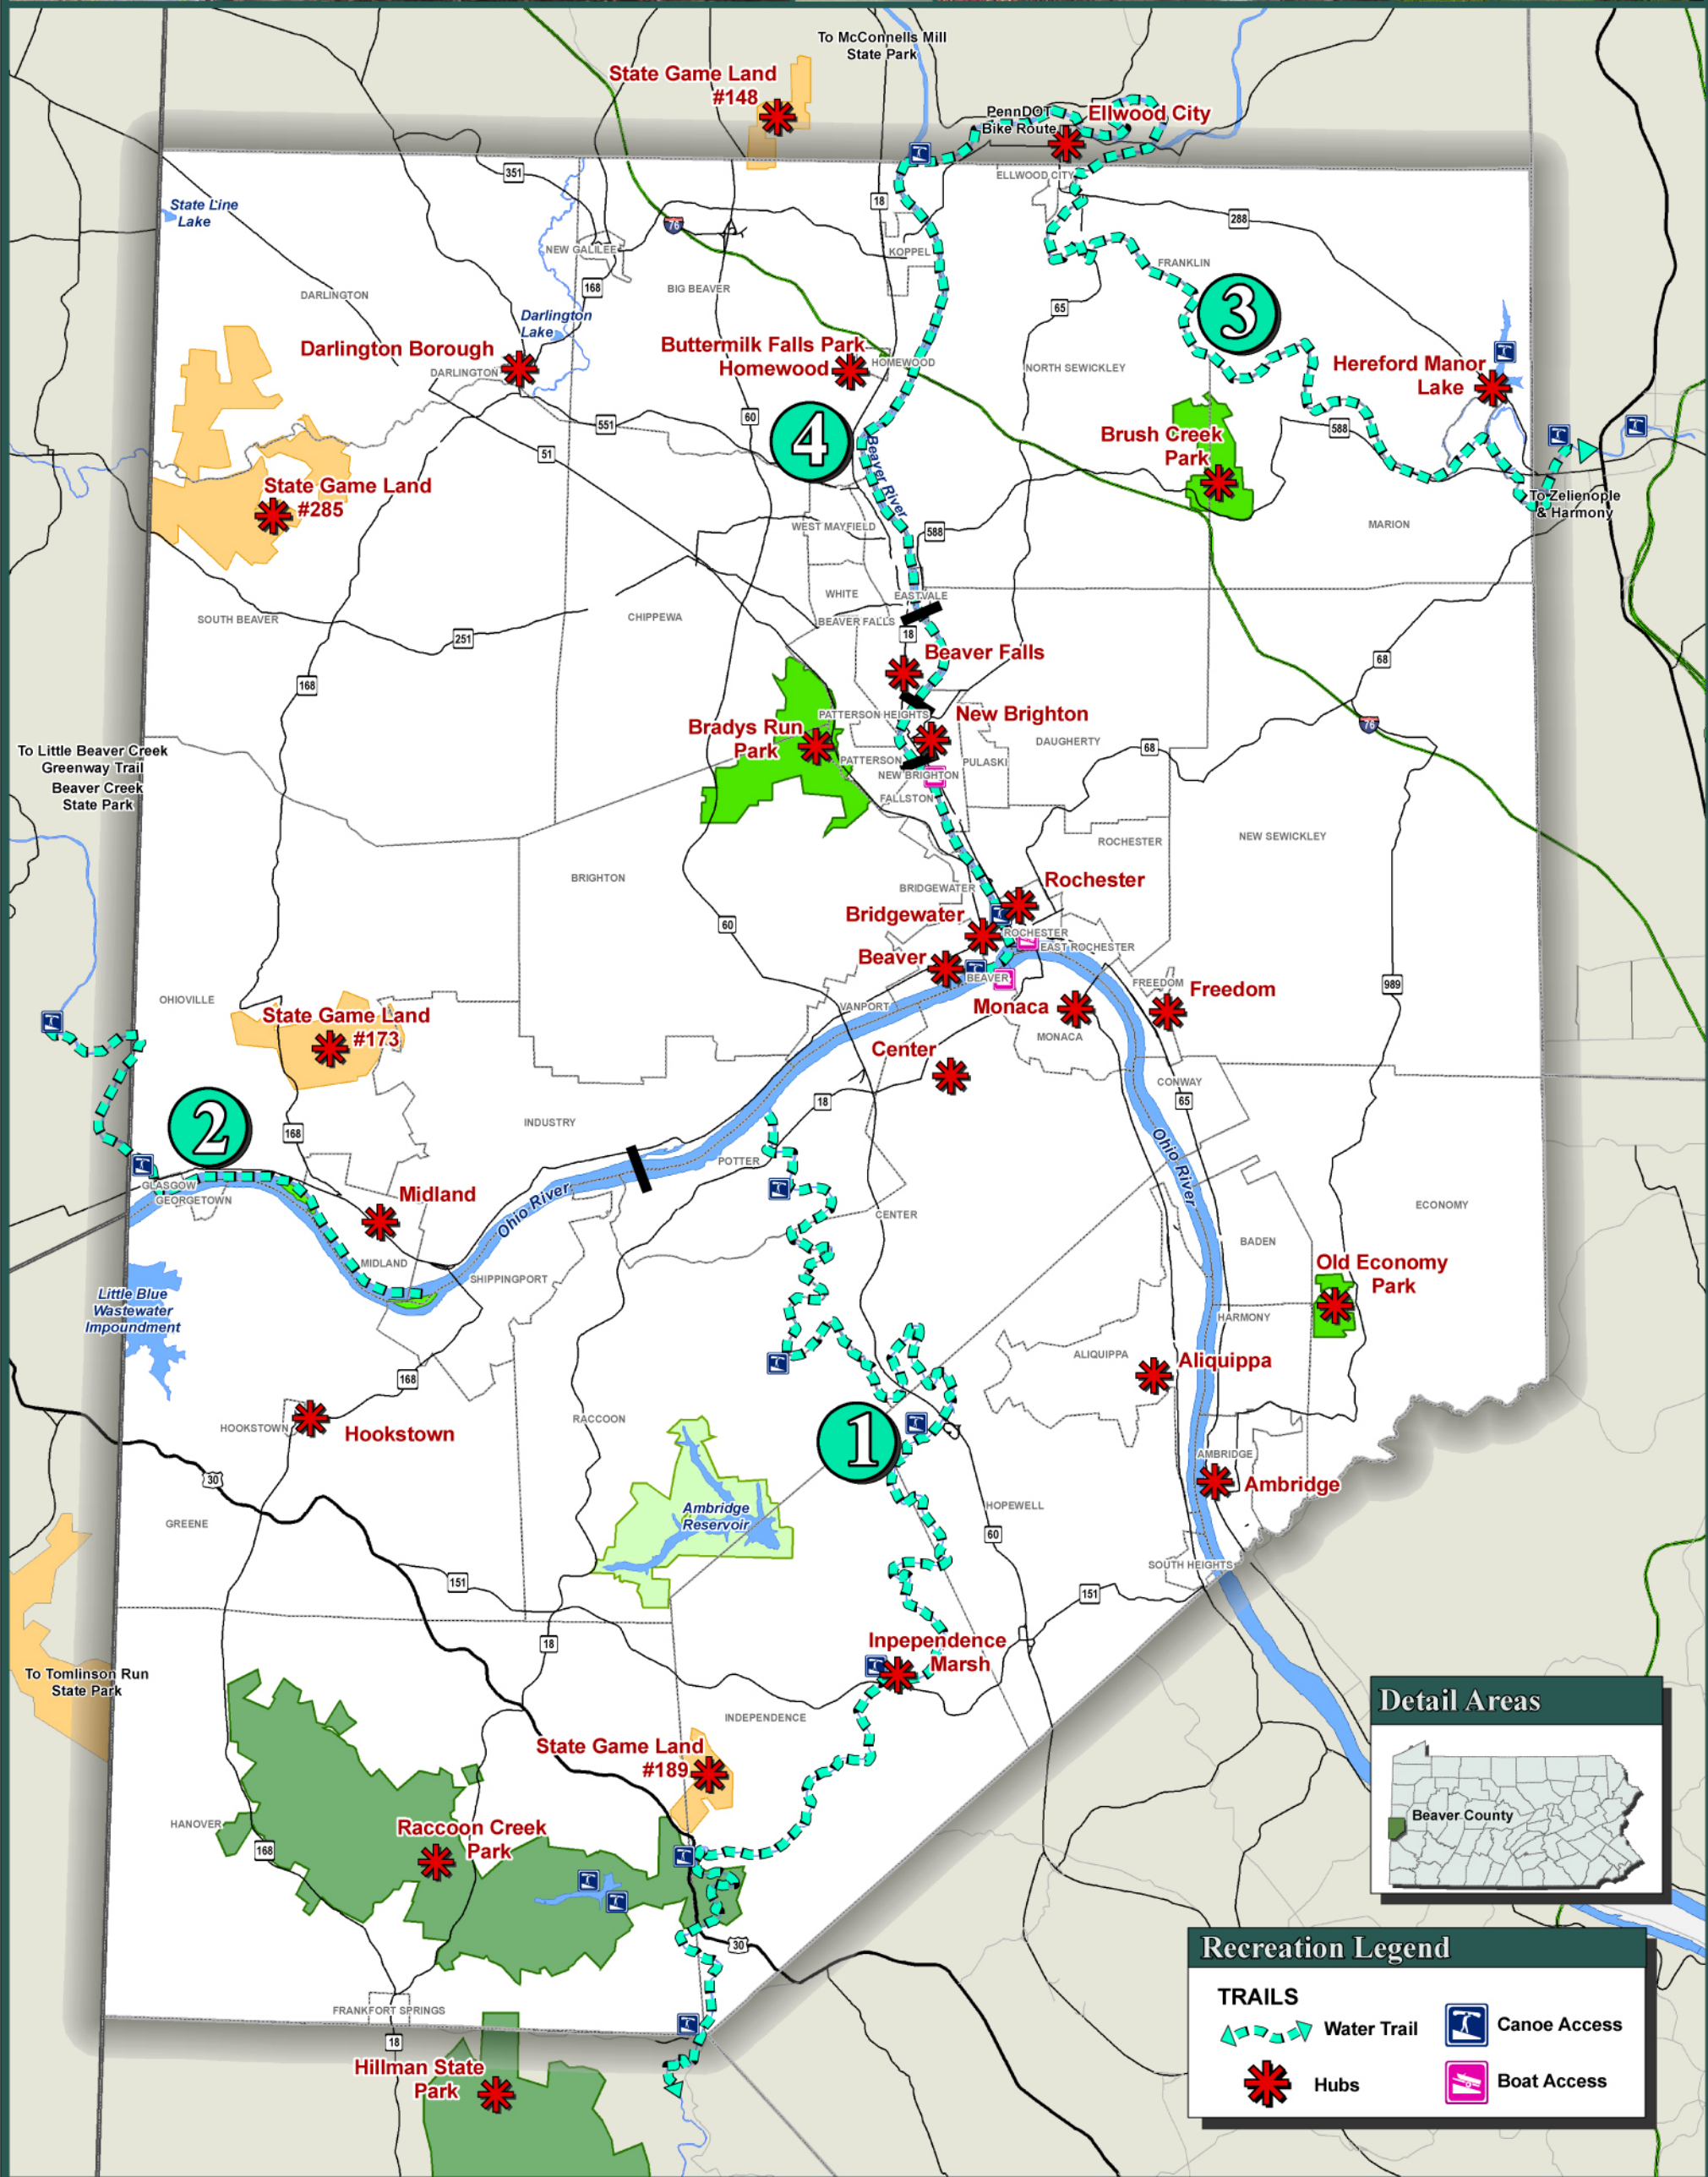 To McConnells Mill
State Park
State Game Land
#148
PennDOT
Bike Route
Ellwood City
ELLWOOD CITY
351
State Line
Lake
18
76
288
NEW GALILEE
KOPPEL
FRANKLIN
168
BIG BEAVER
DARLINGTON
65
3
Darlington
Lake
Darlington Borough
DARLINGTON
Buttermilk Falls Park
Homewood
HOMEWOOD
NORTH SEWICKLEY
Hereford Manor
Lake
60
551
4
588
51
Beaver River
Brush Creek
Park
State Game Land
#285
To Zelienople
& Harmony
WEST MAYFIELD
588
MARION
WHITE
EASTVALE
SOUTH BEAVER
CHIPPEWA
BEAVER FALLS
251
18
Beaver Falls
68
168
PATTERSON HEIGHTS
New Brighton
76
Bradys Run
Park
DAUGHERTY
68
To Little Beaver Creek
Greenway Trail
Beaver Creek
State Park
PATTERSON
PULASKI
NEW BRIGHTON
FALLSTON
ROCHESTER
NEW SEWICKLEY
BRIGHTON
BRIDGEWATER
Rochester
Bridgewater
60
ROCHESTER
EAST ROCHESTER
Beaver
BEAVER
FREEDOM
Freedom
989
OHIOVILLE
VANPORT
Monaca
State Game Land
#173
MONACA
Center
CONWAY
65
18
2
INDUSTRY
168
POTTER
Ohio River
GLASGOW
GEORGETOWN
Midland
Ohio River
CENTER
ECONOMY
BADEN
MIDLAND
SHIPPINGPORT
Old Economy
Park
Little Blue
Wastewater
Impoundment
HARMONY
ALIQUIPPA
Aliquippa
168
HOOKSTOWN
Hookstown
RACCOON
1
AMBRIDGE
Ambridge
30
Ambridge
Reservoir
HOPEWELL
GREENE
60
SOUTH HEIGHTS
151
151
18
Inpependence
Marsh
To Tomlinson Run
State Park
Detail Areas
INDEPENDENCE
State Game Land
#189
Beaver County
HANOVER
Raccoon Creek
Park
168
30
Recreation Legend
TRAILS
Water Trail
Canoe Access
Hubs
Boat Access
FRANKFORT SPRINGS
18
Hillman State
Park